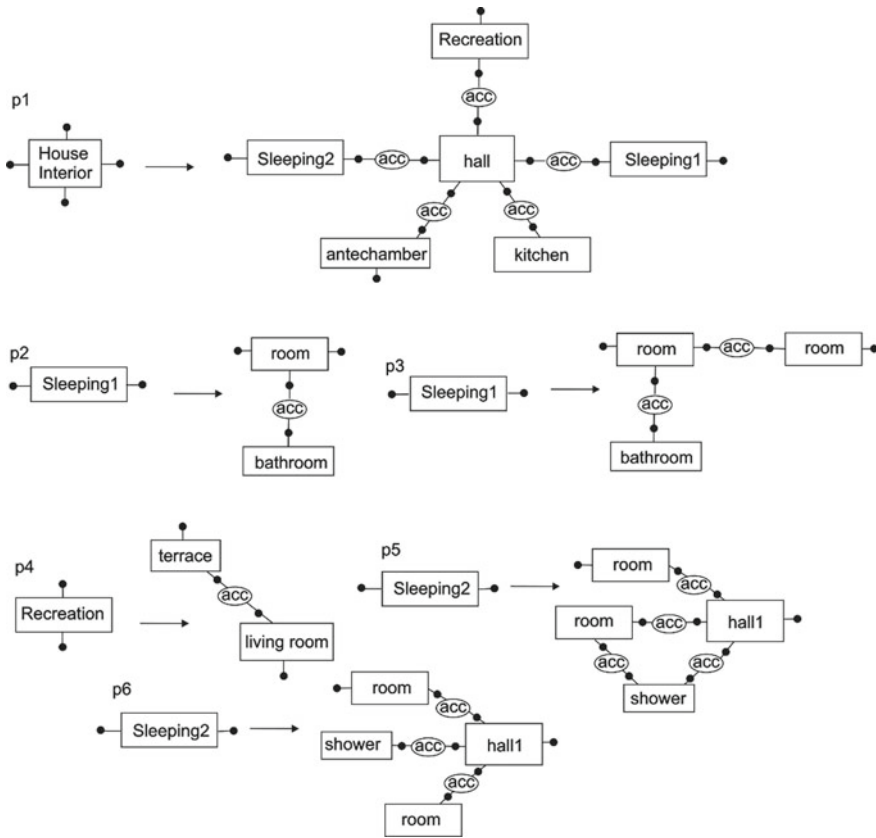 Recreation
p1
acc
House
Interior
Sleeping2
acc
hall
acc
Sleeping1
acc
acc
antechamber
kitchen
p2
Sleeping1
room
acc
bathroom
p3
Sleeping1
room
acc
room
acc
bathroom
p4
Recreation
terrace
acc
living room
p5
Sleeping2
room
acc
room
acc
hall1
acc
acc
shower
p6
Sleeping2
room
acc
shower
acc
hall1
acc
room